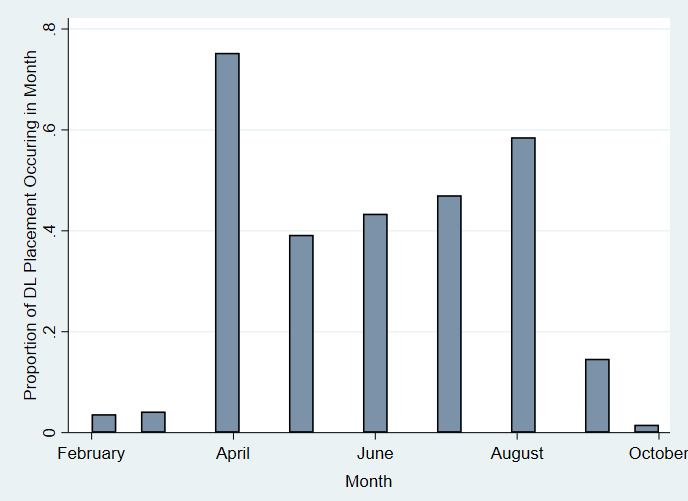 Proportion of DL Placement Occuring in Month
.8
.6
.4
.2
0
February April June August October
Month